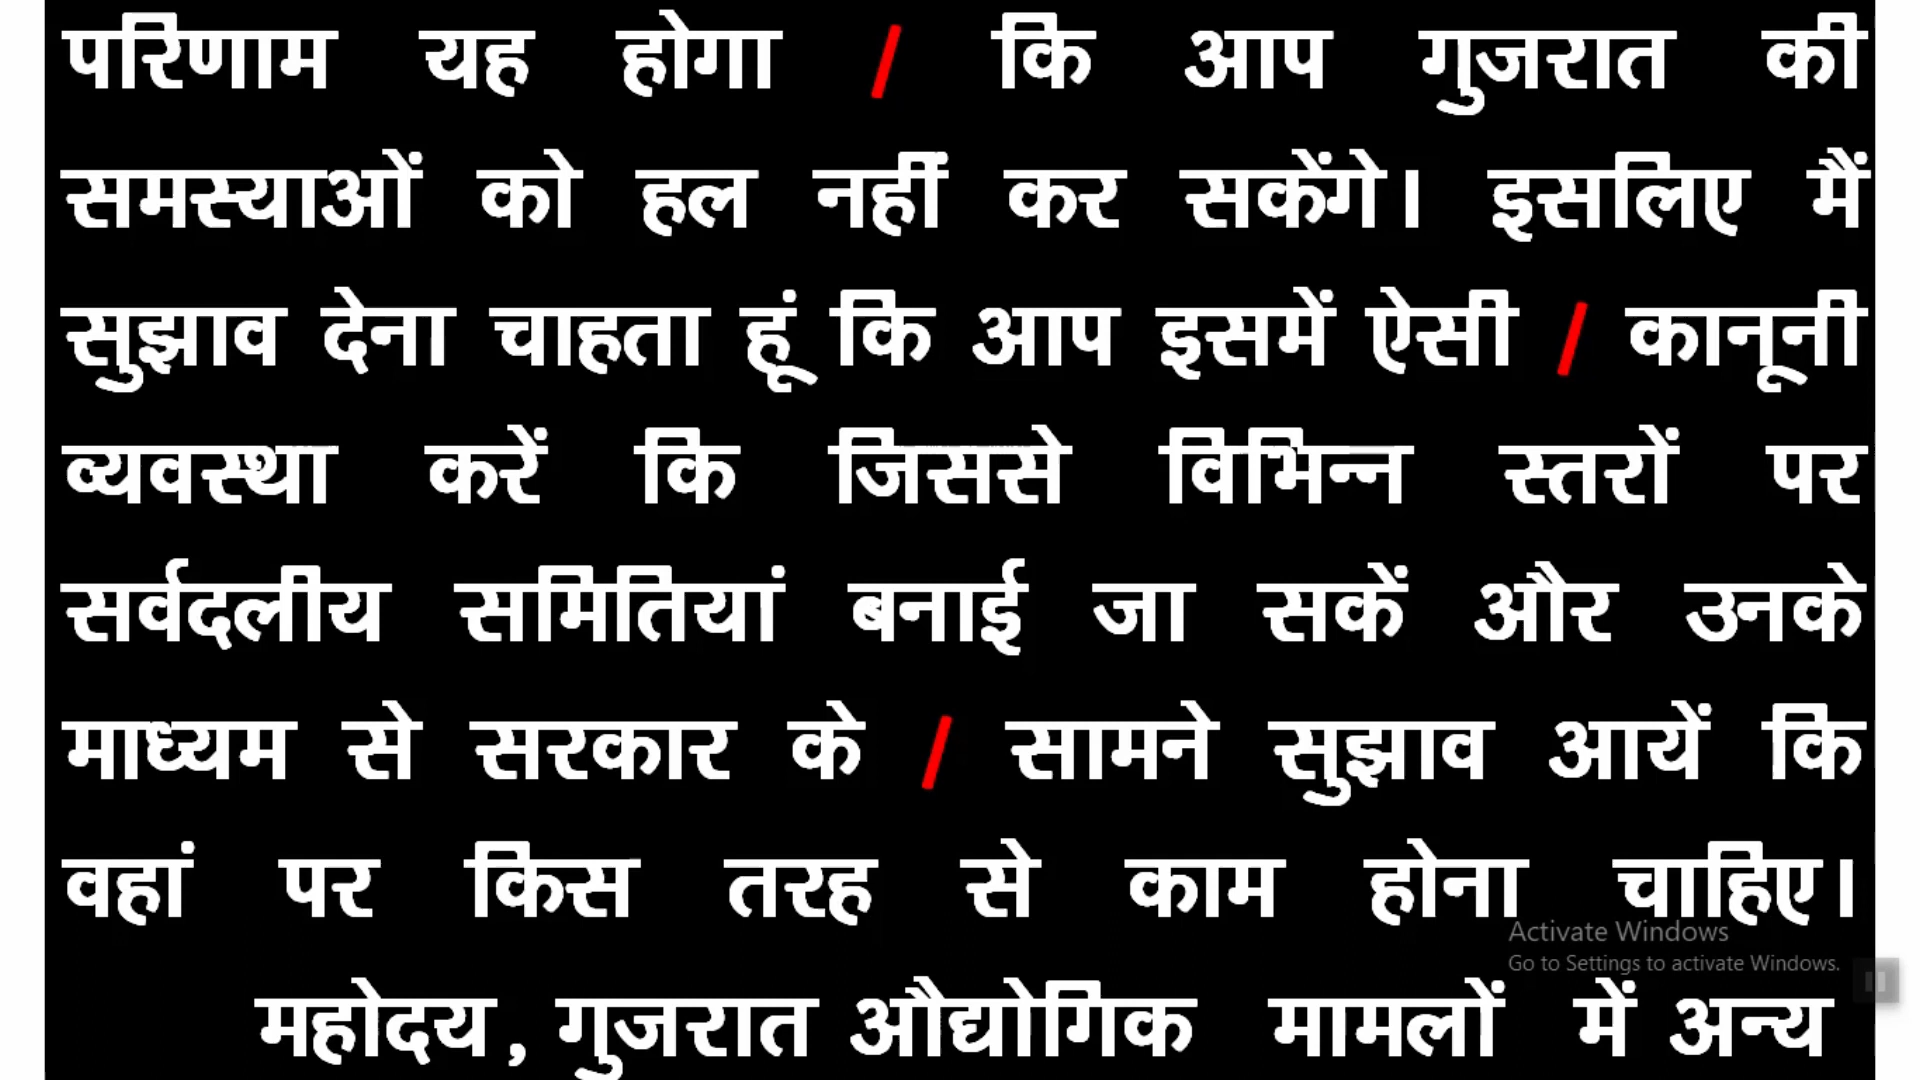 परिणाम यह होगा / कि आप गुजरात की
समस्याओं को हल नहीं कर सकेंगे। इसलिए मैं
सुझाव देना चाहता हूं कि आप इसमें ऐसी / कानूनी
व्यवस्था करें कि जिससे विभिन्न स्तरों पर
सर्वदलीय समितियां बनाई जा सकें और उनके
माध्यम से सरकार के / सामने सुझाव आयें कि
वहां पर किस तरह से काम होना चाहिए।
Activate Windows
Go to Settings to activate Windows.
महोदय, गुजरात औद्योगिक मामलों में अन्य